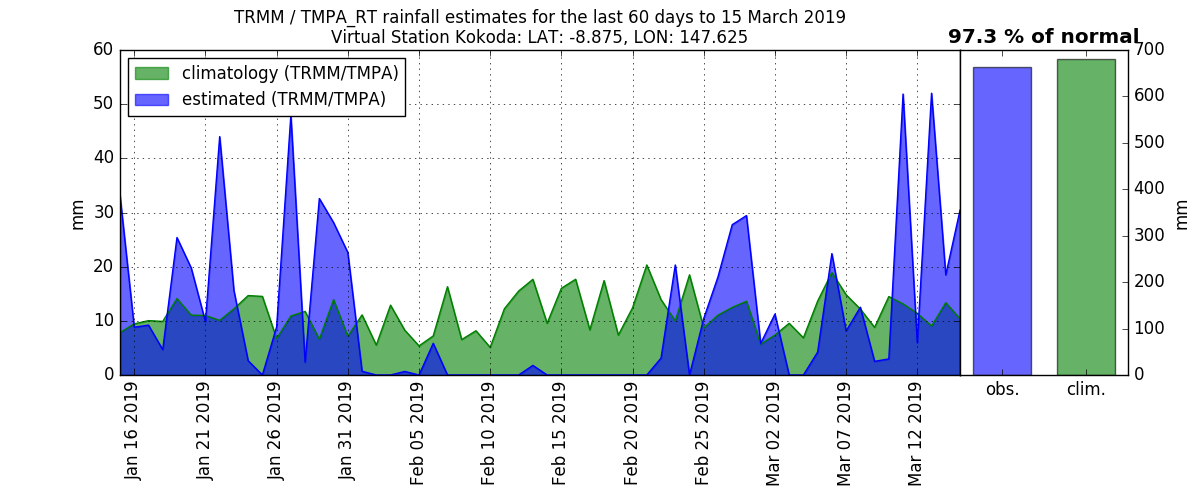 TRMM / TMPA_RT rainfall estimates for the last 60 days to 15 March 2019
Virtual Station Kokoda: LAT: -8.875, LON: 147.625
97.3 % of normal
climatology (TRMM/TMPA)
estimated (TRMM/TMPA)
mm
60
50
40
30
20
10
0
Jan 16 2019
Jan 21 2019
Jan 26 2019
Jan 31 2019
Feb 05 2019
Feb 10 2019
Feb 15 2019
Feb 20 2019
Feb 25 2019
Mar 02 2019
Mar 07 2019
Mar 12 2019
obs.
clim.
700
600
500
400
300
200
100
0
mm